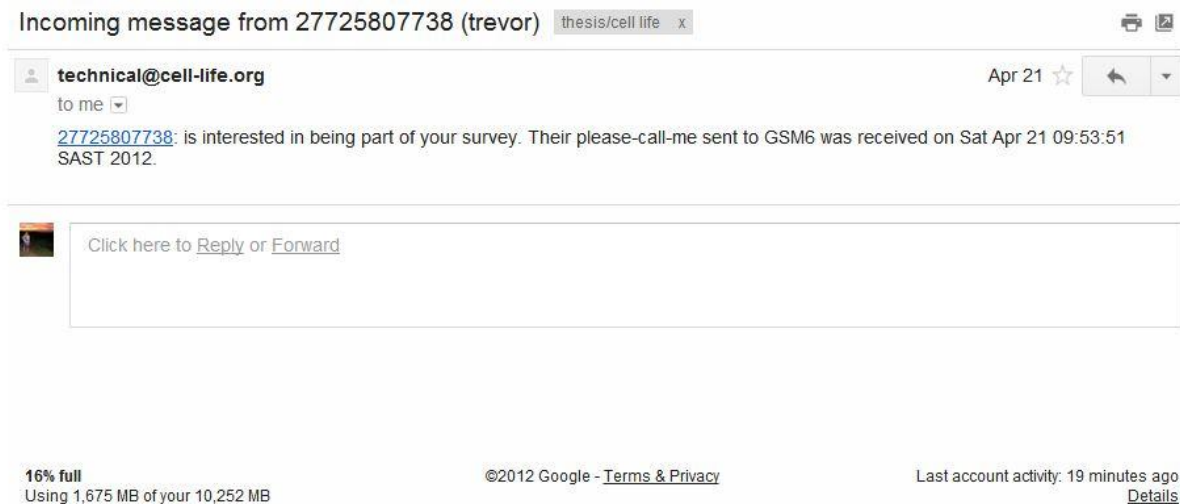 Incoming message from 27725807738 (trevor) thesis/cell life x
technical@cell-life.org Apr 21
to me
27725807738: is interested in being part of your survey. Their please-call-me sent to GSM6 was received on Sat Apr 21 09:53:51
SAST 2012.
Click here to Reply or Forward
16% full ©2012 Google - Terms & Privacy Last account activity: 19 minutes ago
Using 1,675 MB of your 10,252 MB Details